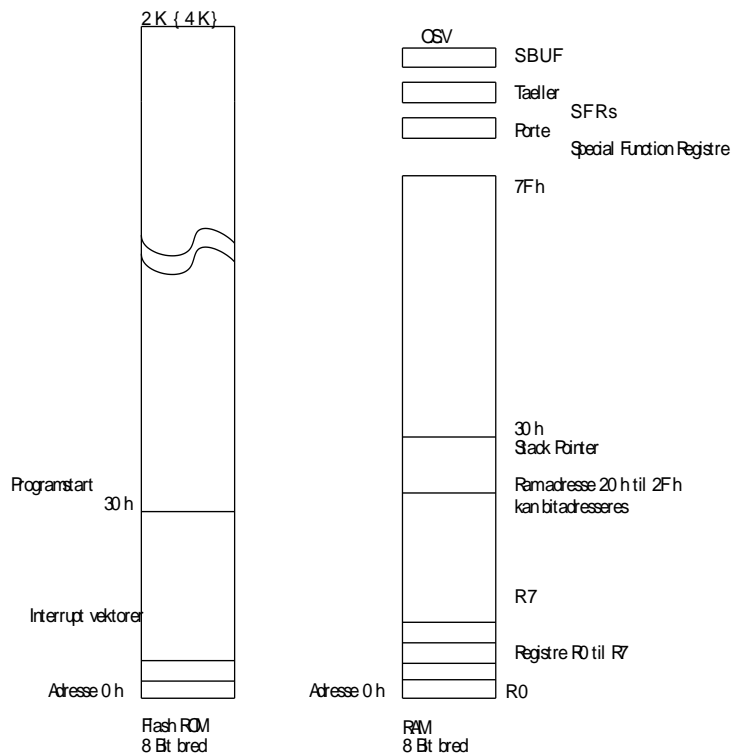 2 K { 4 K}
Programstart
30 h
Interrupt vektorer
Adresse 0 h
Flash ROM
8 Bit bred
OSV
SBUF
Taeller
SFRs
Porte
Special Function Registre
7F h
30 h
Stack Pointer
Ramadresse 20 h til 2F h
kan bitadresseres
R7
Registre R0 til R7
Adresse 0 h
R0
RAM
8 Bit bred